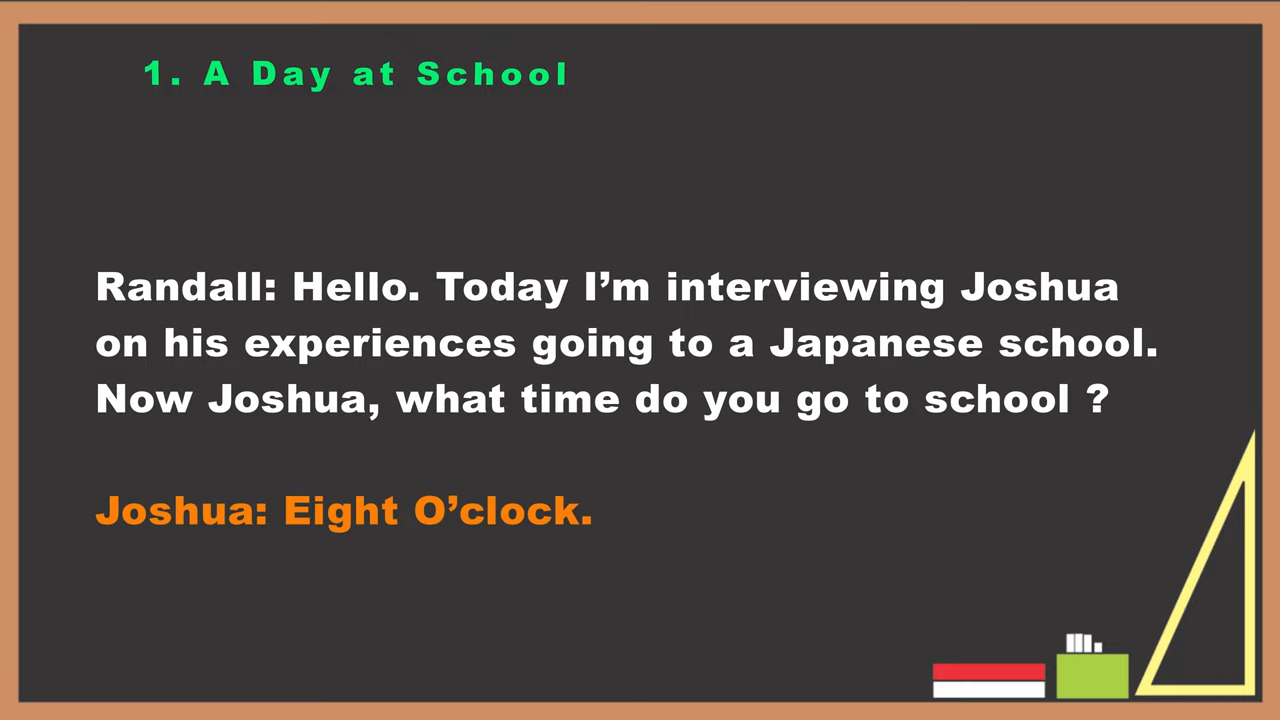 1. A Day at School
Randall: Hello. Today I’m interviewing Joshua
on his experiences going to a Japanese school.
Now Joshua, what time do you go to school ?
Joshua: Eight O’clock.